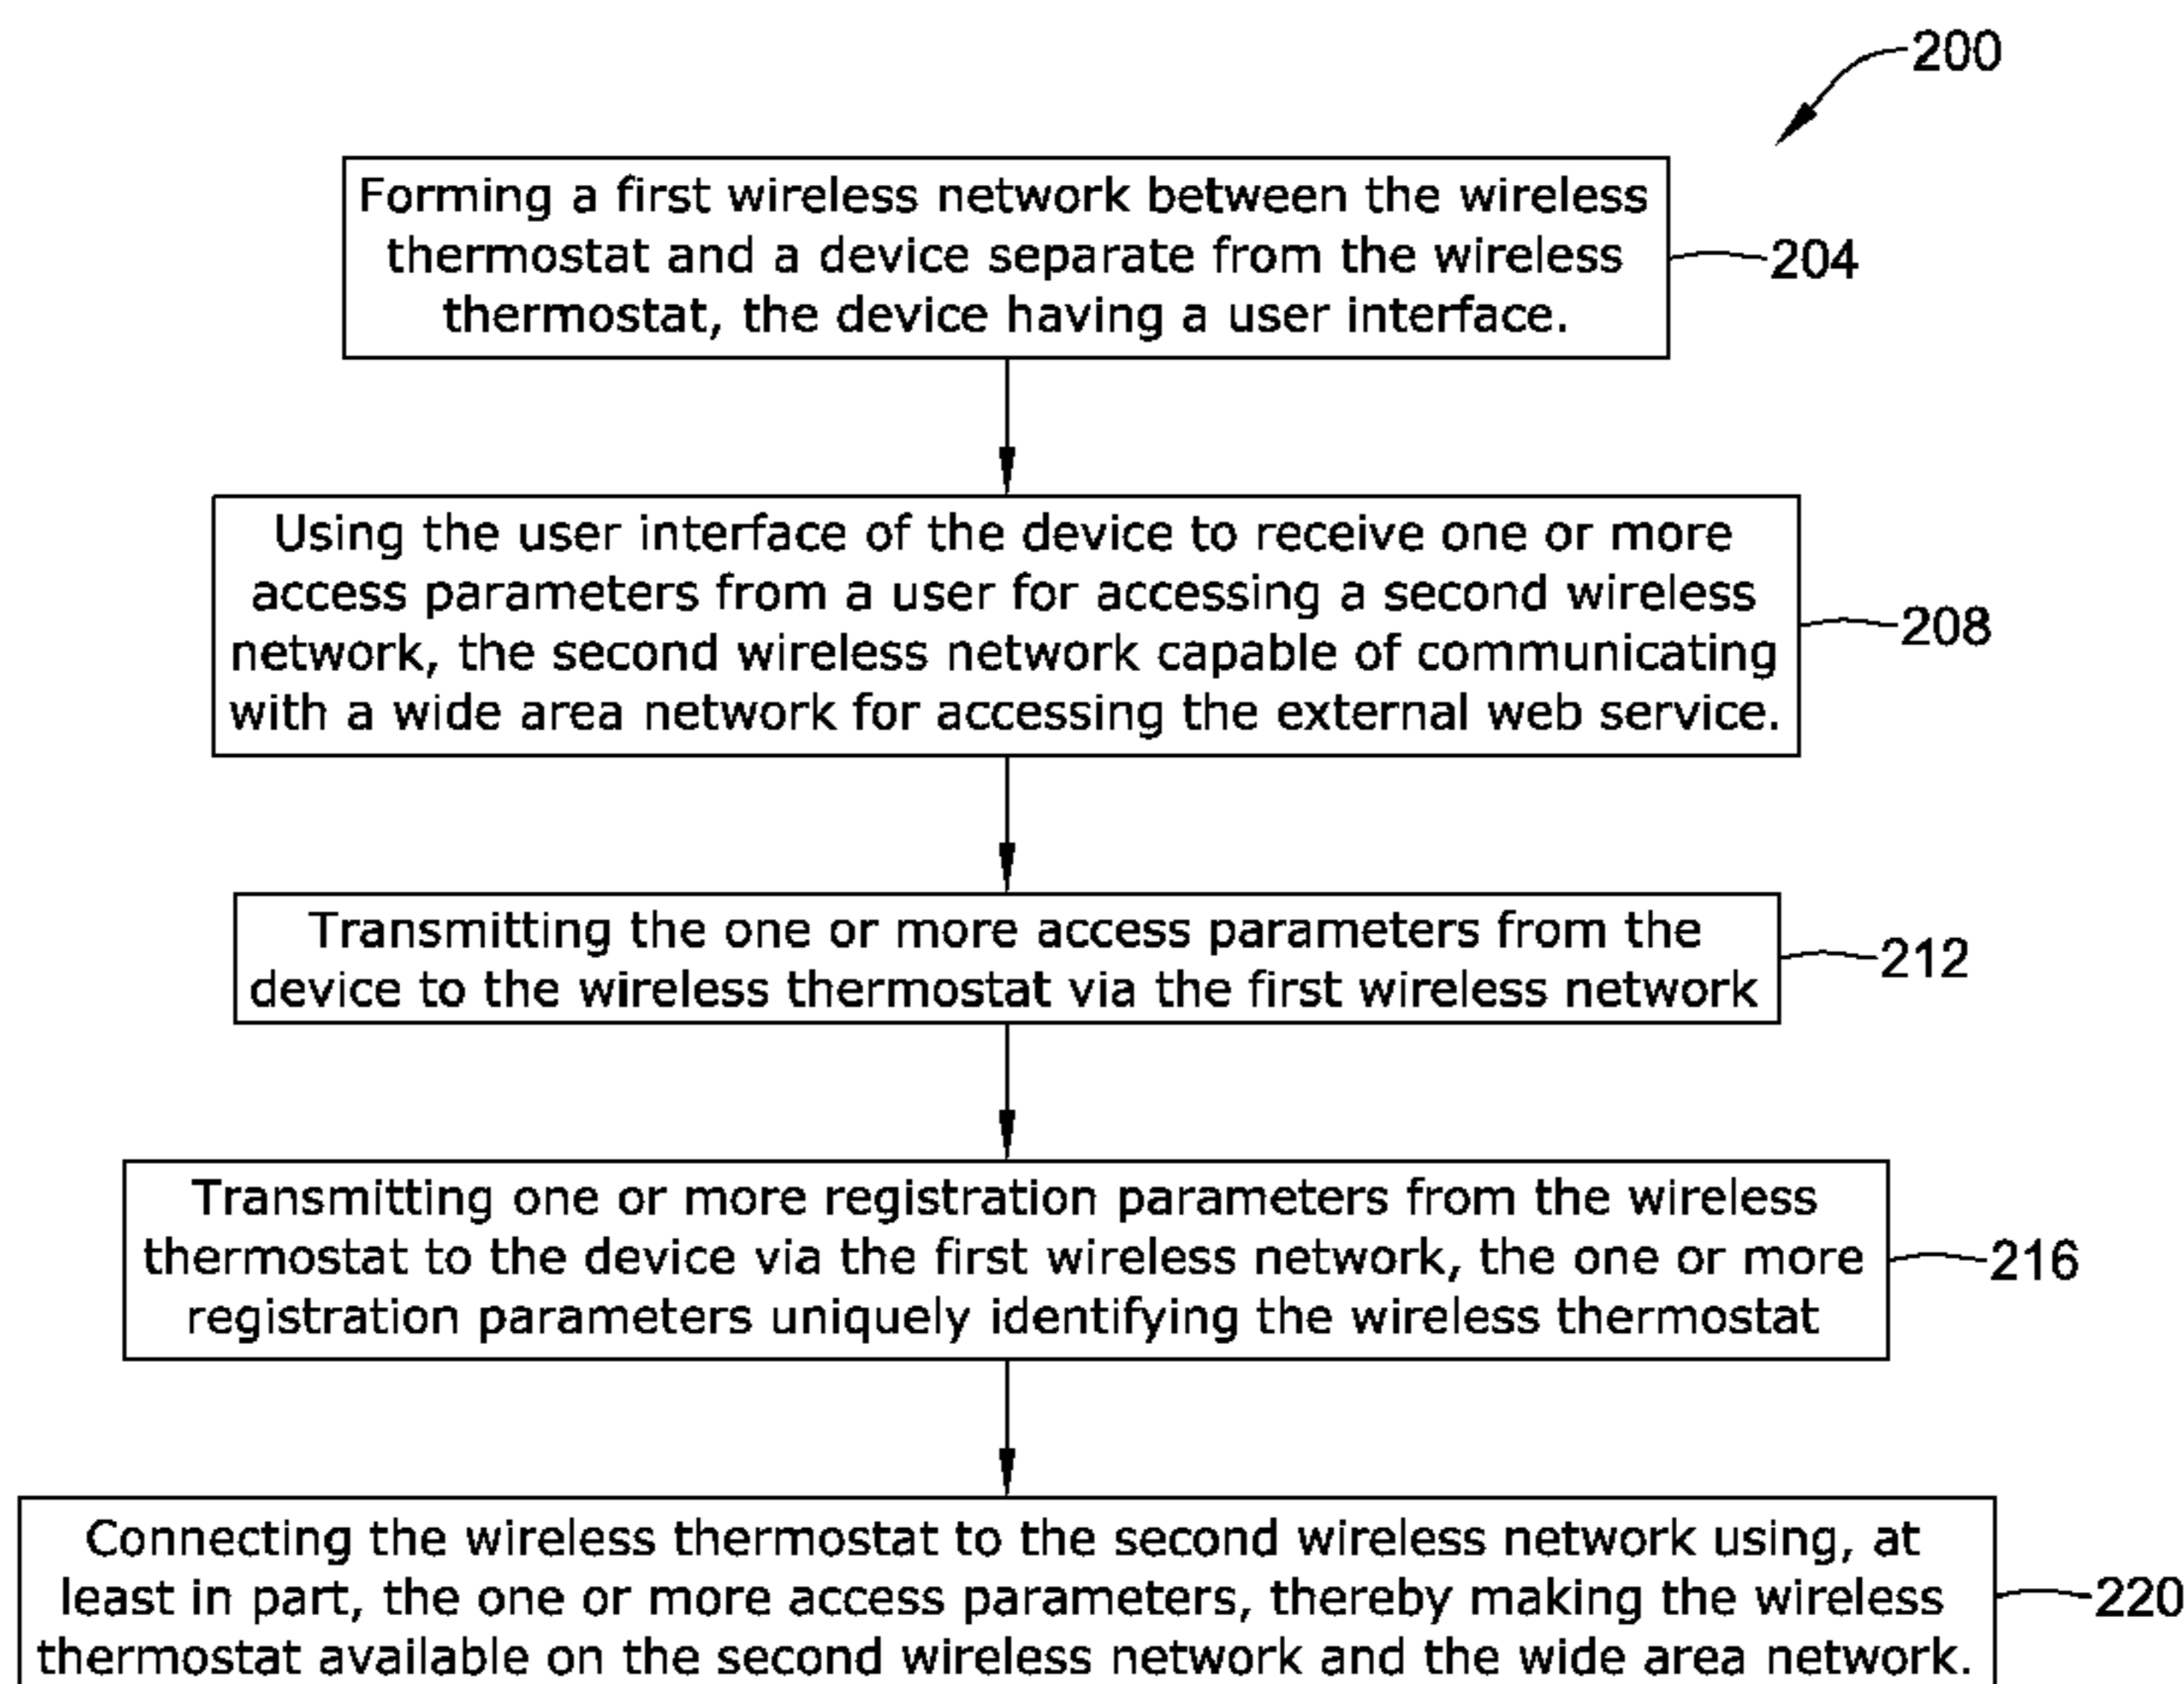 200
Forming a first wireless network between the wireless
thermostat and a device separate from the wireless
thermostat, the device having a user interface.
204
Using the user interface of the device to receive one or more
access parameters from a user for accessing a second wireless
network, the second wireless network capable of communicating
with a wide area network for accessing the external web service.
208
Transmitting the one or more access parameters from the
device to the wireless thermostat via the first wireless network
212
Transmitting one or more registration parameters from the wireless
thermostat to the device via the first wireless network, the one or more
registration parameters uniquely identifying the wireless thermostat
216
Connecting the wireless thermostat to the second wireless network using, at
least in part, the one or more access parameters, thereby making the wireless
thermostat available on the second wireless network and the wide area network.
220